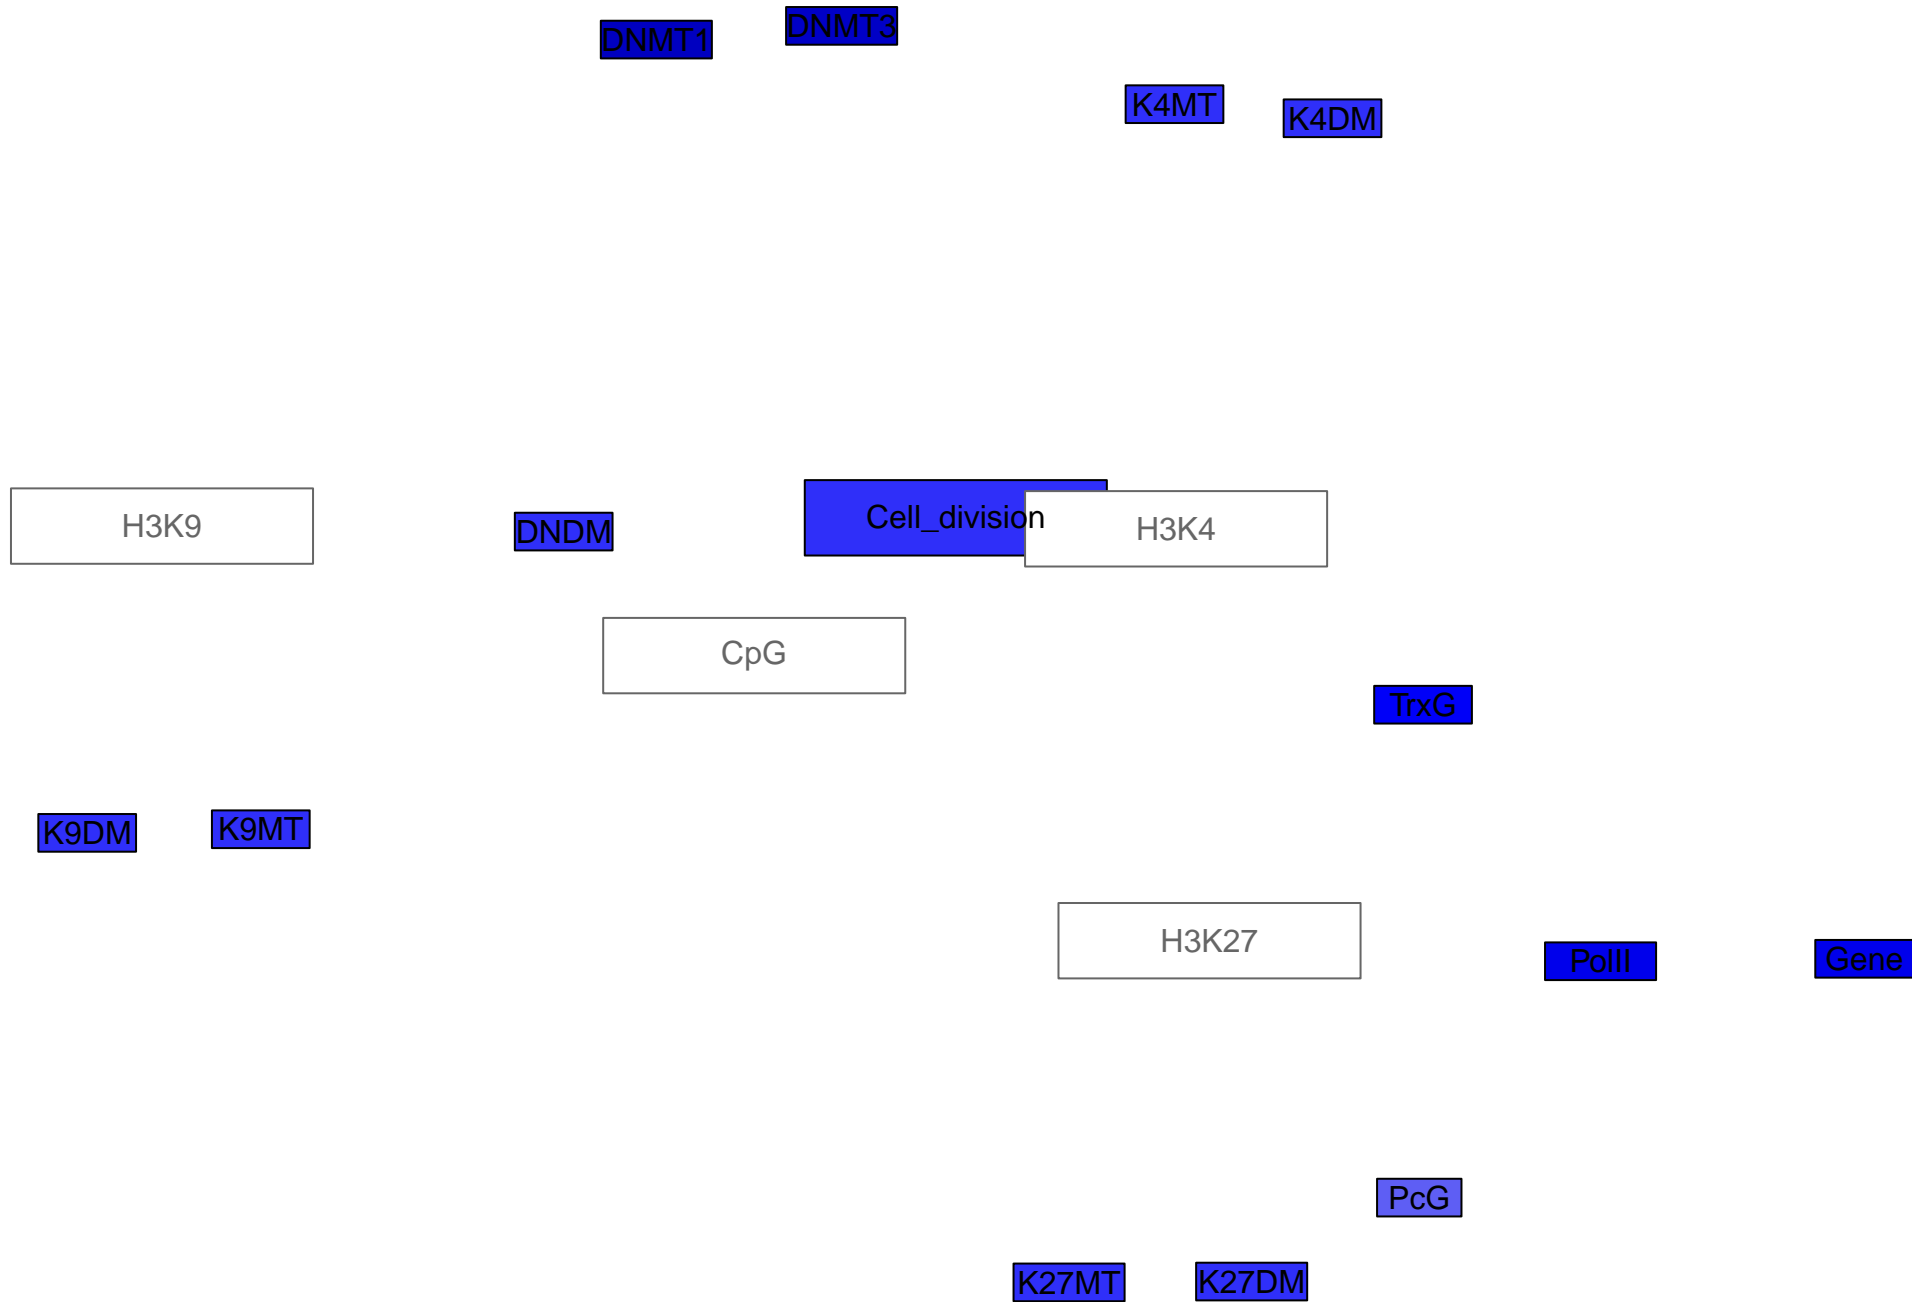 DNMT1
DNMT3
K4MT
K4DM
H3K9
DNDM
Cell_division
H3K4
CpG
TrxG
K9DM
K9MT
H3K27
PolII
Gene
PcG
K27MT
K27DM